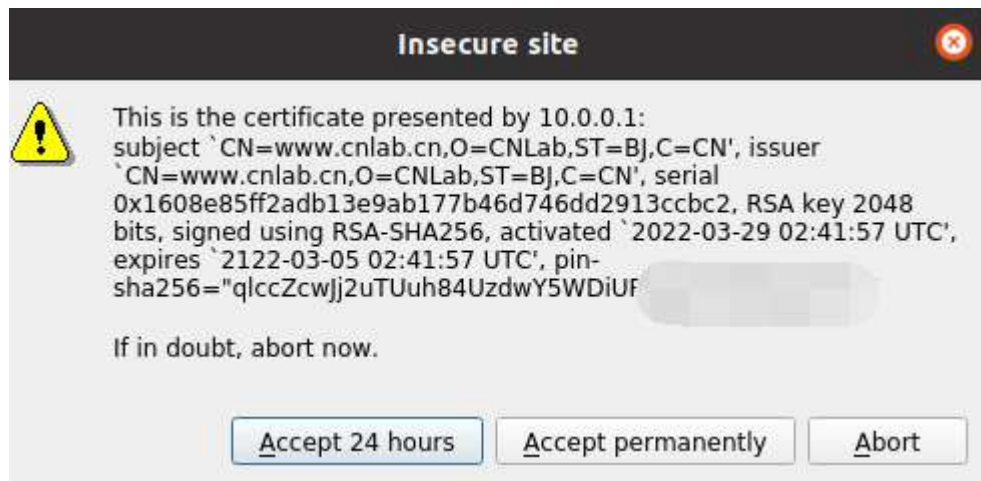 Insecure site
This is the certificate presented by 10.0.0.1:
subject `CN=www.cnlab.cn,O=CNLab,ST=BJ,C=CN', issuer
`CN=www.cnlab.cn,O=CNLab,ST=BJ,C=CN', serial
0x1608e85ff2adb13e9ab177b46d746dd2913ccbc2, RSA key 2048
bits, signed using RSA-SHA256, activated `2022-03-29 02:41:57 UTC',
expires `2122-03-05 02:41:57 UTC', pin-
sha256="qlccZcwJj2uTUuh84UzdwY5WDiU
If in doubt, abort now.
Accept 24 hours
Accept permanently
Abort